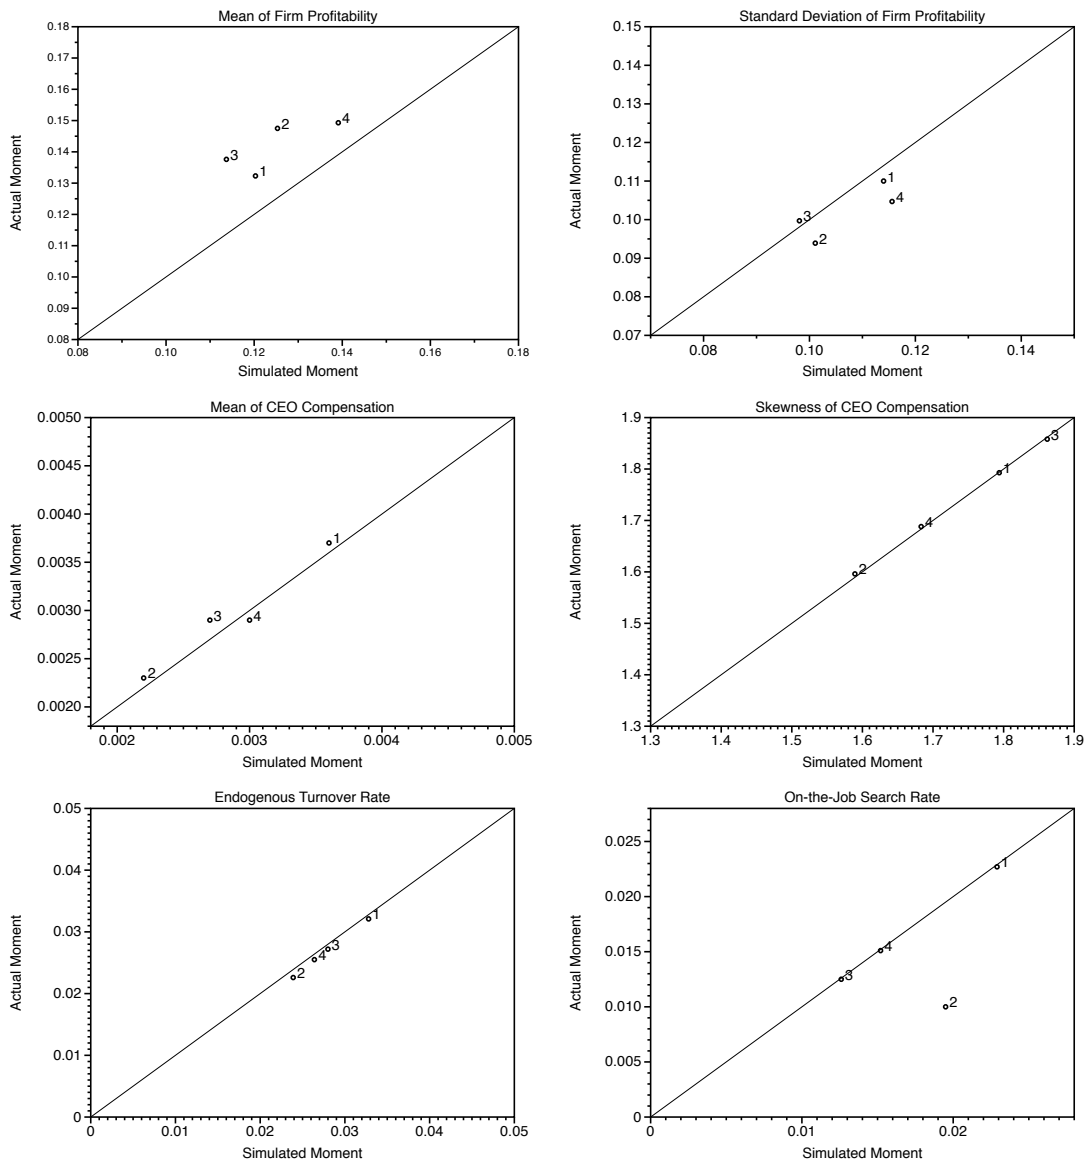 Mean of Firm Profitability
0.18
0.17
0.16
0.15
0.14
0.13
0.12
0.11
0.10
0.09
0.08
Actual Moment
2
4
3
1
0.08 0.10 0.12 0.14 0.16 0.18
Simulated Moment
Standard Deviation of Firm Profitability
0.15
0.14
0.13
0.12
0.11
0.10
0.09
0.08
0.07
Actual Moment
1
4
3
2
0.08 0.10 0.12 0.14
Simulated Moment
Mean of CEO Compensation
0.0050
0.0045
0.0040
0.0035
0.0030
0.0025
0.0020
Actual Moment
1
3
4
2
0.002 0.003 0.004 0.005
Simulated Moment
Skewness of CEO Compensation
1.9
1.8
1.7
1.6
1.5
1.4
1.3
Actual Moment
3
1
4
2
1.3 1.4 1.5 1.6 1.7 1.8 1.9
Simulated Moment
Endogenous Turnover Rate
0.05
0.04
0.03
0.02
0.01
0
Actual Moment
1
3
4
2
0 0.01 0.02 0.03 0.04 0.05
Simulated Moment
On-the-Job Search Rate
0.025
0.020
0.015
0.010
0.005
0
Actual Moment
1
4
3
2
0 0.01 0.02
Simulated Moment